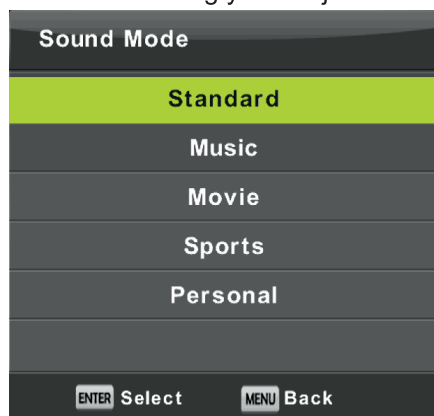 Sound Mode
Standard
Music
Movie
Sports
Personal
ENTER Select MENU Back